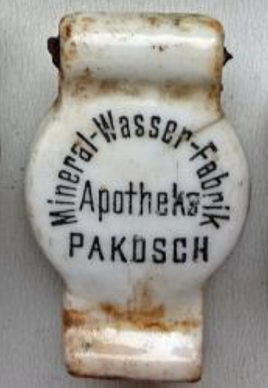 Mineral-Wasser-Fabrik
Apotheke
PAKOSCH